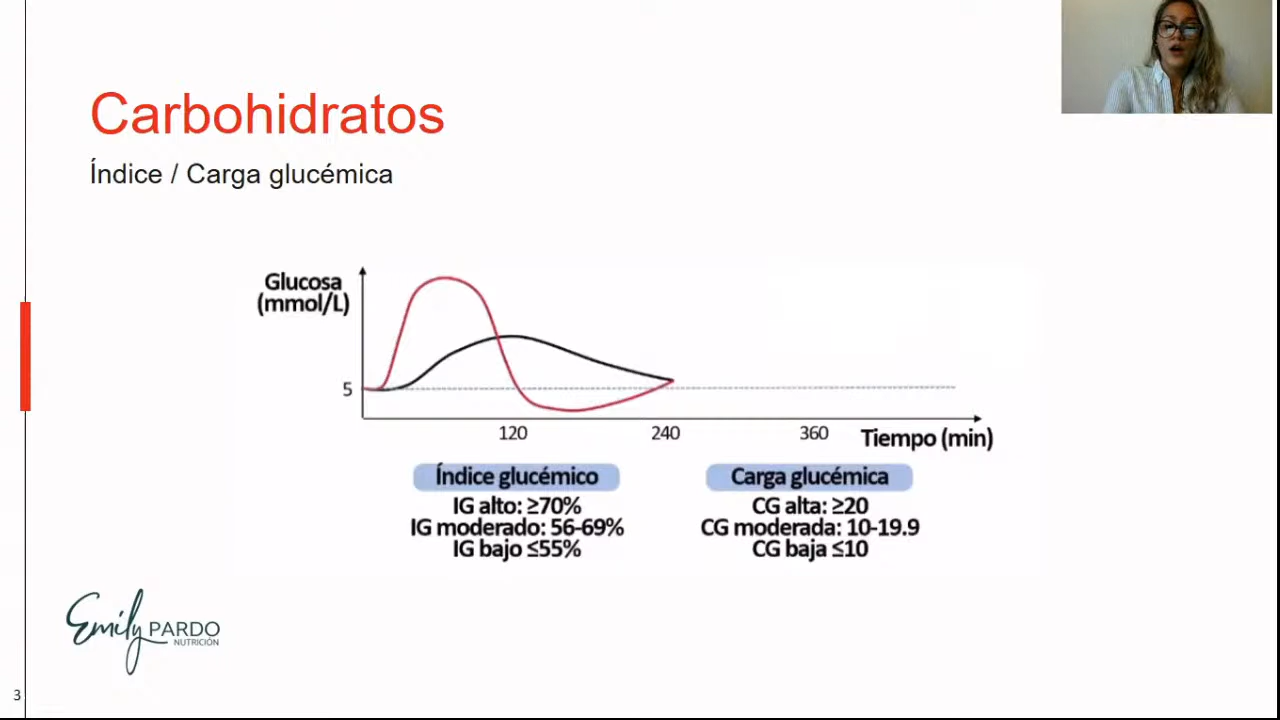 Carbohidratos
Índice / Carga glucémica
Glucosa
(mmol/L)
5
120
240
360
Tiempo (min)
Índice glucémico
IG alto: ≥70%
IG moderado: 56-69%
IG bajo ≤55%
Carga glucémica
CG alta: ≥20
CG moderada: 10-19.9
CG baja ≤10
Emily PARDO
NUTRICIÓN
3